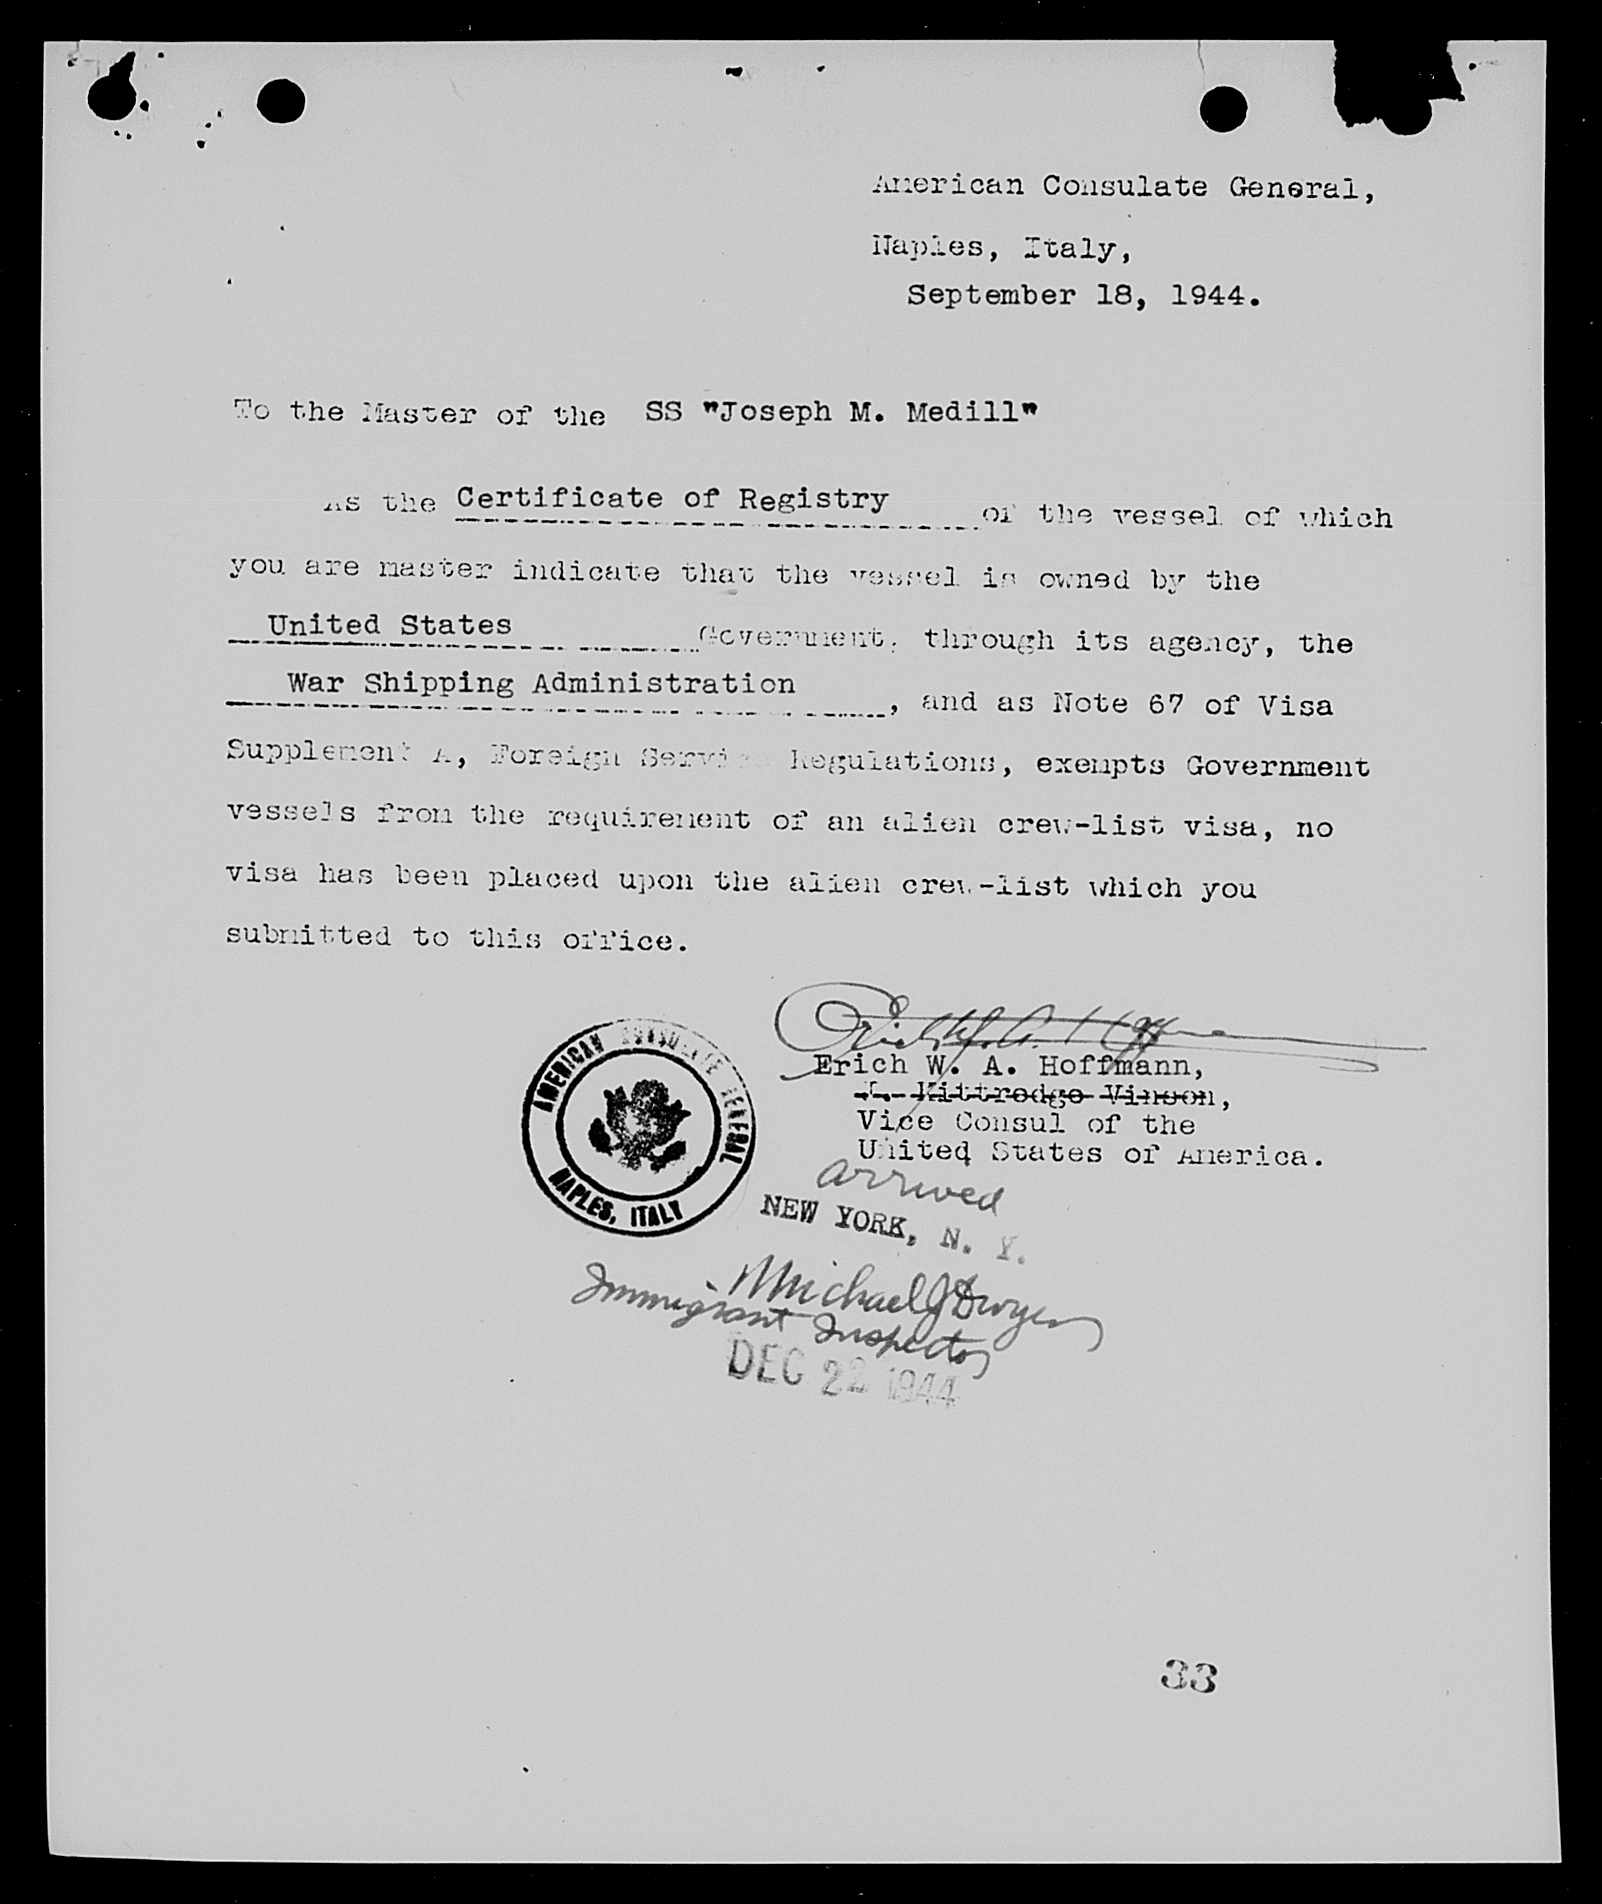 American Consulate General,
Naples, Italy,
September 18, 1944.
To the Master of the SS "Joseph M. Medill"
As the Certificate of Registry of the vessel of which
you are master indicate that the vessel is owned by the
United States Government, through its agency, the
War Shipping Administration, and as Note 67 of Visa
Supplement A, Foreign Service Regulations, exempts Government
vessels from the requirement of an alien crew-list visa, no
visa has been placed upon the alien crew-list which you
submitted to this office.
Erich W. A. Hoffmann
Erich W. A. Hoffmann,
Kittredge Vinson,
Vice Consul of the
United States of America.
AMERICAN CONSULATE GENERAL
NAPLES, ITALY
arrived
NEW YORK, N. Y.
Michael J Dwyer
Immigrant Inspector
DEC 22 1944
33